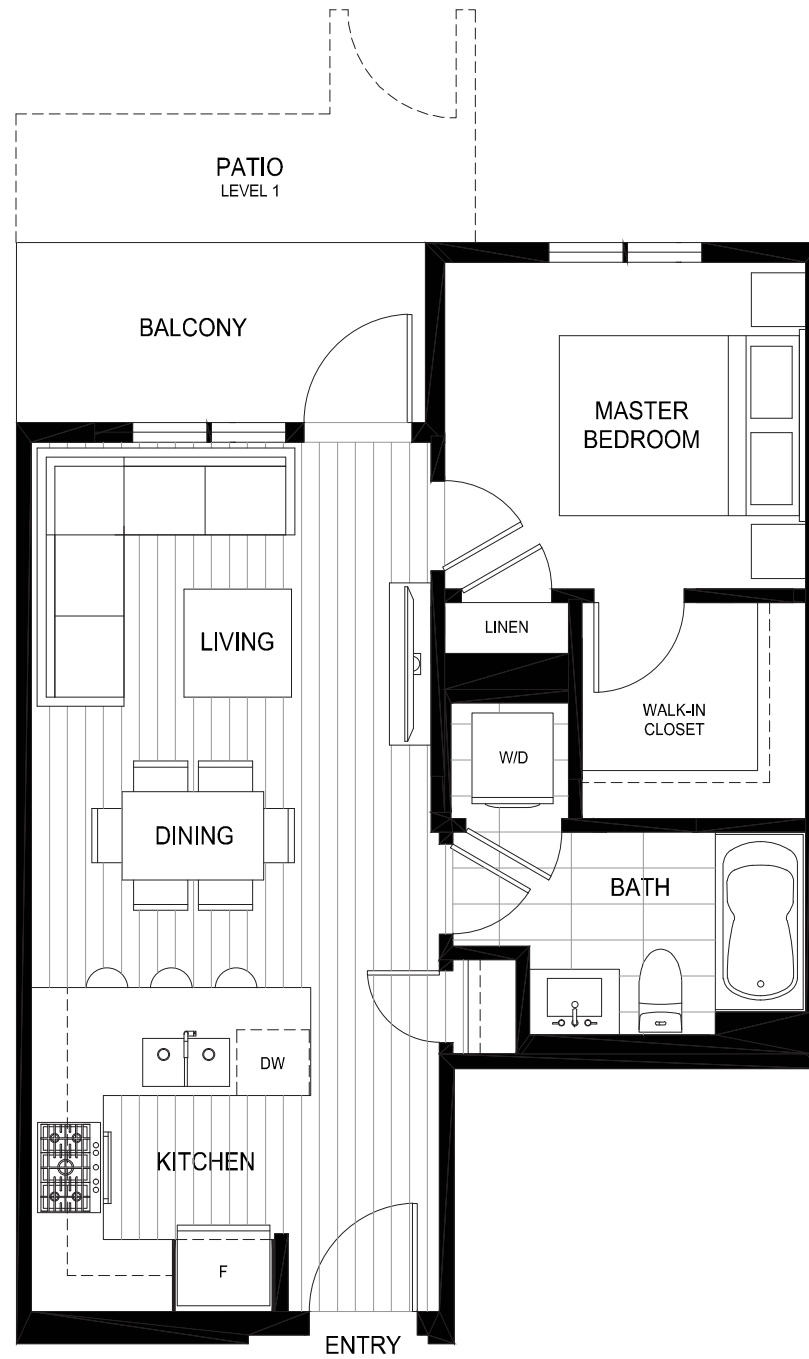 PATIO
LEVEL 1
BALCONY
MASTER
BEDROOM
LIVING
LINEN
WALK-IN
CLOSET
W/D
DINING
BATH
DW
KITCHEN
F
ENTRY